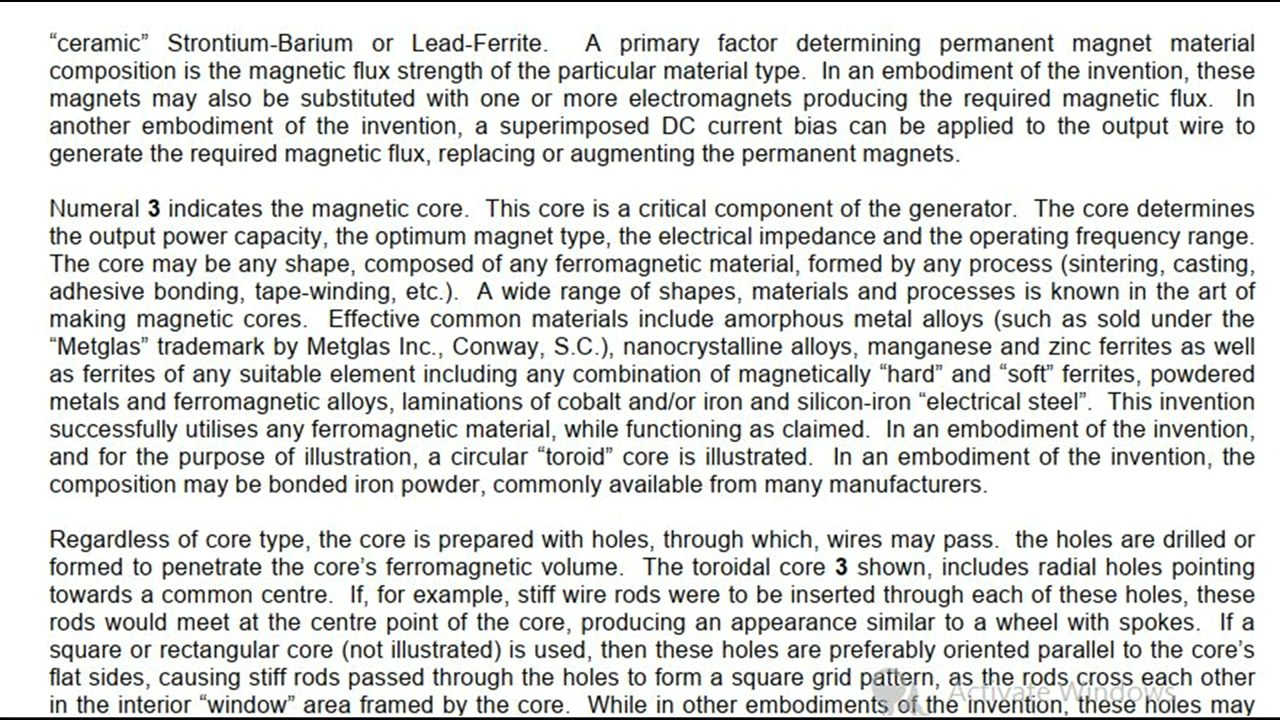 “ceramic” Strontium-Barium or Lead-Ferrite. A primary factor determining permanent magnet material
composition is the magnetic flux strength of the particular material type. In an embodiment of the invention, these
magnets may also be substituted with one or more electromagnets producing the required magnetic flux. In
another embodiment of the invention, a superimposed DC current bias can be applied to the output wire to
generate the required magnetic flux, replacing or augmenting the permanent magnets.
Numeral 3 indicates the magnetic core. This core is a critical component of the generator. The core determines
the output power capacity, the optimum magnet type, the electrical impedance and the operating frequency range.
The core may be any shape, composed of any ferromagnetic material, formed by any process (sintering, casting,
adhesive bonding, tape-winding, etc.). A wide range of shapes, materials and processes is known in the art of
making magnetic cores. Effective common materials include amorphous metal alloys (such as sold under the
“Metglas” trademark by Metglas Inc., Conway, S.C.), nanocrystalline alloys, manganese and zinc ferrites as well
as ferrites of any suitable element including any combination of magnetically “hard” and “soft” ferrites, powdered
metals and ferromagnetic alloys, laminations of cobalt and/or iron and silicon-iron “electrical steel”. This invention
successfully utilises any ferromagnetic material, while functioning as claimed. In an embodiment of the invention,
and for the purpose of illustration, a circular “toroid” core is illustrated. In an embodiment of the invention, the
composition may be bonded iron powder, commonly available from many manufacturers.
Regardless of core type, the core is prepared with holes, through which, wires may pass. the holes are drilled or
formed to penetrate the core’s ferromagnetic volume. The toroidal core 3 shown, includes radial holes pointing
towards a common centre. If, for example, stiff wire rods were to be inserted through each of these holes, these
rods would meet at the centre point of the core, producing an appearance similar to a wheel with spokes. If a
square or rectangular core (not illustrated) is used, then these holes are preferably oriented parallel to the core’s
flat sides, causing stiff rods passed through the holes to form a square grid pattern, as the rods cross each other
in the interior “window” area framed by the core. While in other embodiments of the invention, these holes may
Activate Windows